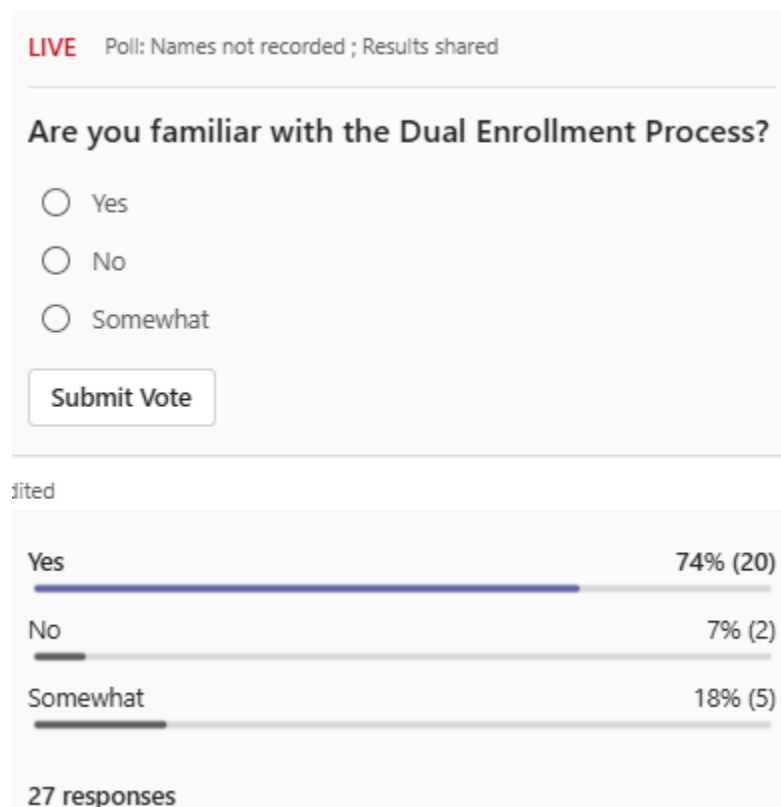 LIVE Poll: Names not recorded ; Results shared
Are you familiar with the Dual Enrollment Process?
Yes
No
Somewhat
Submit Vote
dited
Yes 74% (20)
No 7% (2)
Somewhat 18% (5)
27 responses